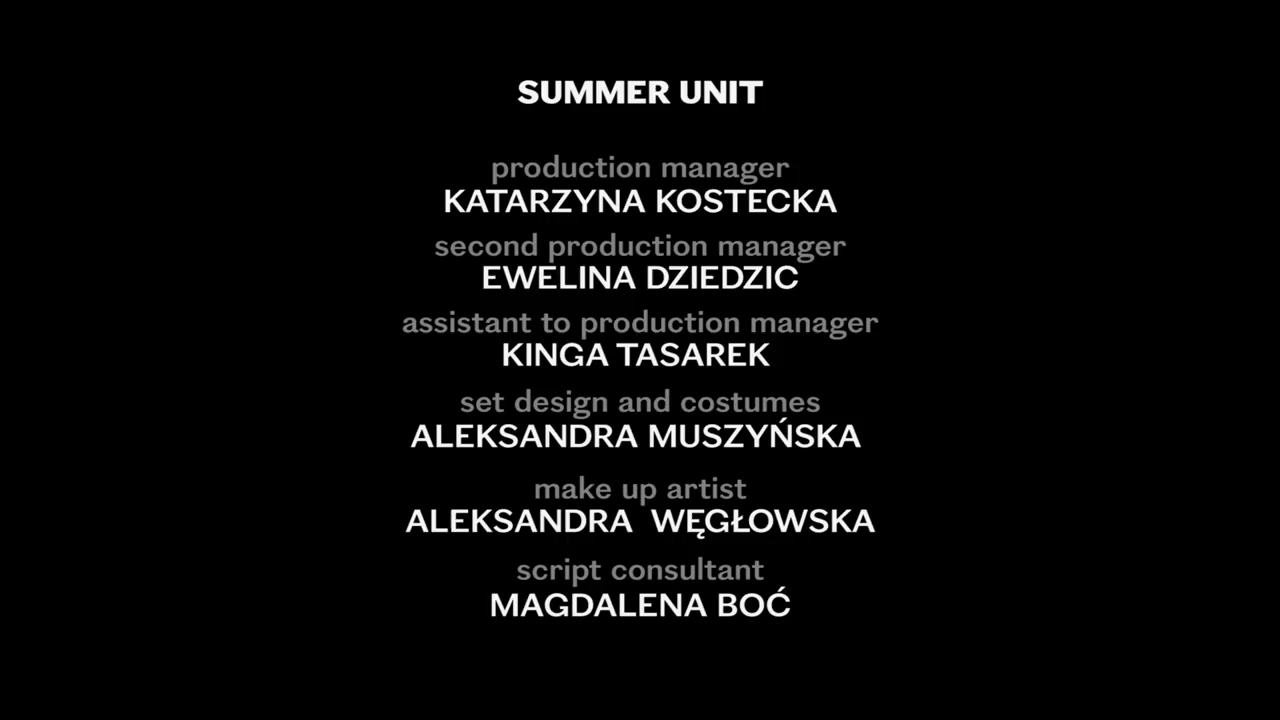 SUMMER UNIT
production manager
KATARZYNA KOSTECKA
second production manager
EWELINA DZIEDZIC
assistant to production manager
KINGA TASAREK
set design and costumes
ALEKSANDRA MUSZYŃSKA
make up artist
ALEKSANDRA  WĘGŁOWSKA
script consultant
MAGDALENA BOĆ